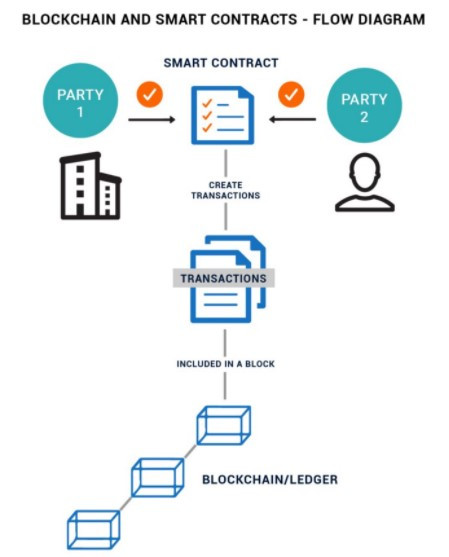 BLOCKCHAIN AND SMART CONTRACTS - FLOW DIAGRAM
SMART CONTRACT
PARTY
1
PARTY
2
CREATE
TRANSACTIONS
TRANSACTIONS
INCLUDED IN A BLOCK
BLOCKCHAIN/LEDGER